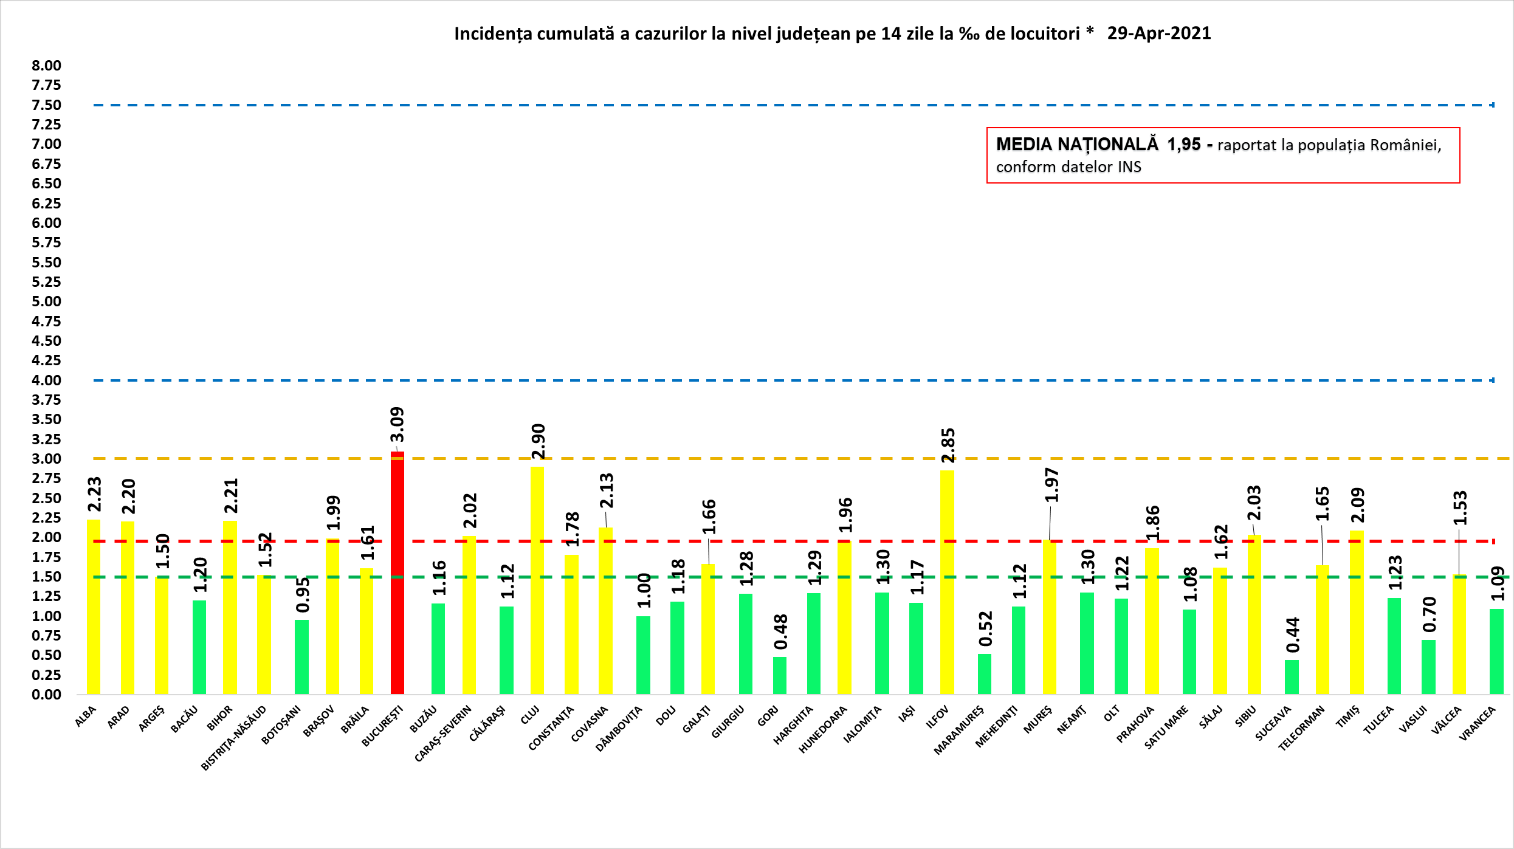 Incidența cumulată a cazurilor la nivel județean pe 14 zile la ‰ de locuitori * 29-Apr-2021
8.00
7.75
7.50
7.25
7.00
6.75
6.50
6.25
6.00
5.75
5.50
5.25
5.00
4.75
4.50
4.25
4.00
3.75
3.50
3.25
3.00
2.75
2.50
2.25
2.00
1.75
1.50
1.25
1.00
0.75
0.50
0.25
0.00
MEDIA NAȚIONALĂ 1,95 - raportat la populația României,
conform datelor INS
2.23
2.20
1.50
1.20
2.21
1.52
0.95
1.99
1.61
3.09
1.16
2.02
1.12
2.90
1.78
2.13
1.00
1.18
1.66
1.28
0.48
1.29
1.96
1.30
1.17
2.85
0.52
1.12
1.97
1.30
1.22
1.86
1.08
1.62
2.03
0.44
1.65
2.09
1.23
0.70
1.53
1.09
ALBA
ARAD
ARGEȘ
BACĂU
BIHOR
BISTRIȚA-NĂSĂUD
BOTOȘANI
BRAȘOV
BRĂILA
BUCUREȘTI
BUZĂU
CARAȘ-SEVERIN
CĂLĂRAȘI
CLUJ
CONSTANȚA
COVASNA
DÂMBOVIȚA
DOLJ
GALAȚI
GIURGIU
GORJ
HARGHITA
HUNEDOARA
IALOMIȚA
IAȘI
ILFOV
MARAMUREȘ
MEHEDINȚI
MUREȘ
NEAMȚ
OLT
PRAHOVA
SATU MARE
SĂLAJ
SIBIU
SUCEAVA
TELEORMAN
TIMIȘ
TULCEA
VASLUI
VÂLCEA
VRANCEA